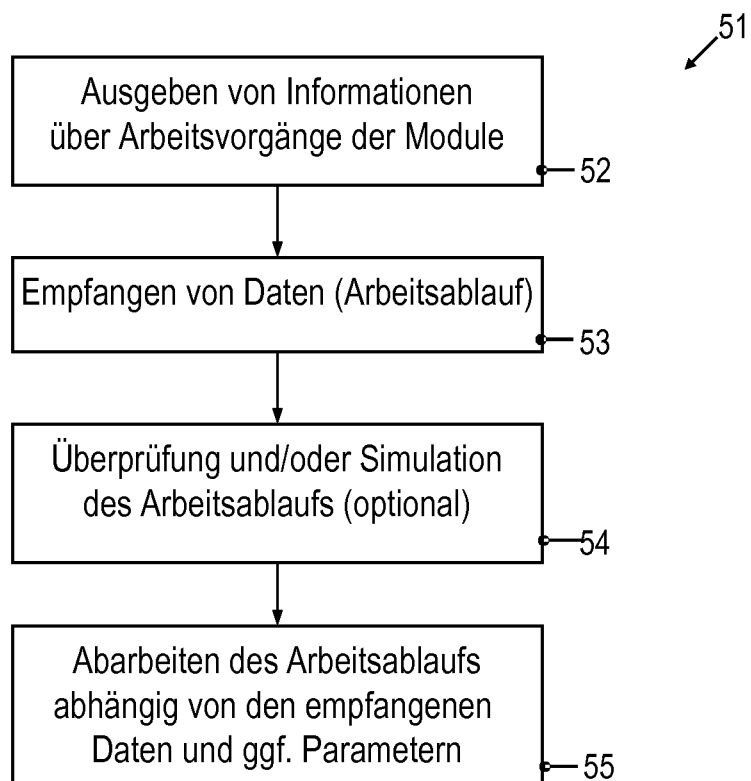 51
Ausgeben von Informationen
über Arbeitsvorgänge der Module
52
Empfangen von Daten (Arbeitsablauf)
53
Überprüfung und/oder Simulation
des Arbeitsablaufs (optional)
54
Abarbeiten des Arbeitsablaufs
abhängig von den empfangenen
Daten und ggf. Parametern
55